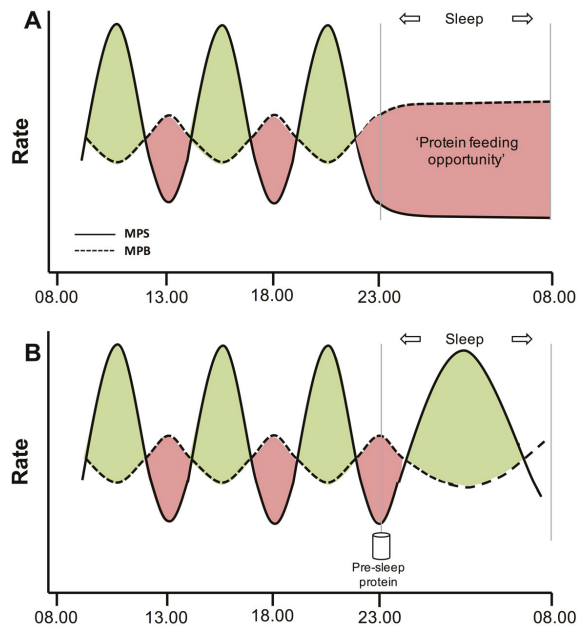 A
Sleep
Rate
'Protein feeding
opportunity'
MPS
MPB
08.00 13.00 18.00 23.00 08.00
B
Sleep
Rate
Pre-sleep
protein
08.00 13.00 18.00 23.00 08.00